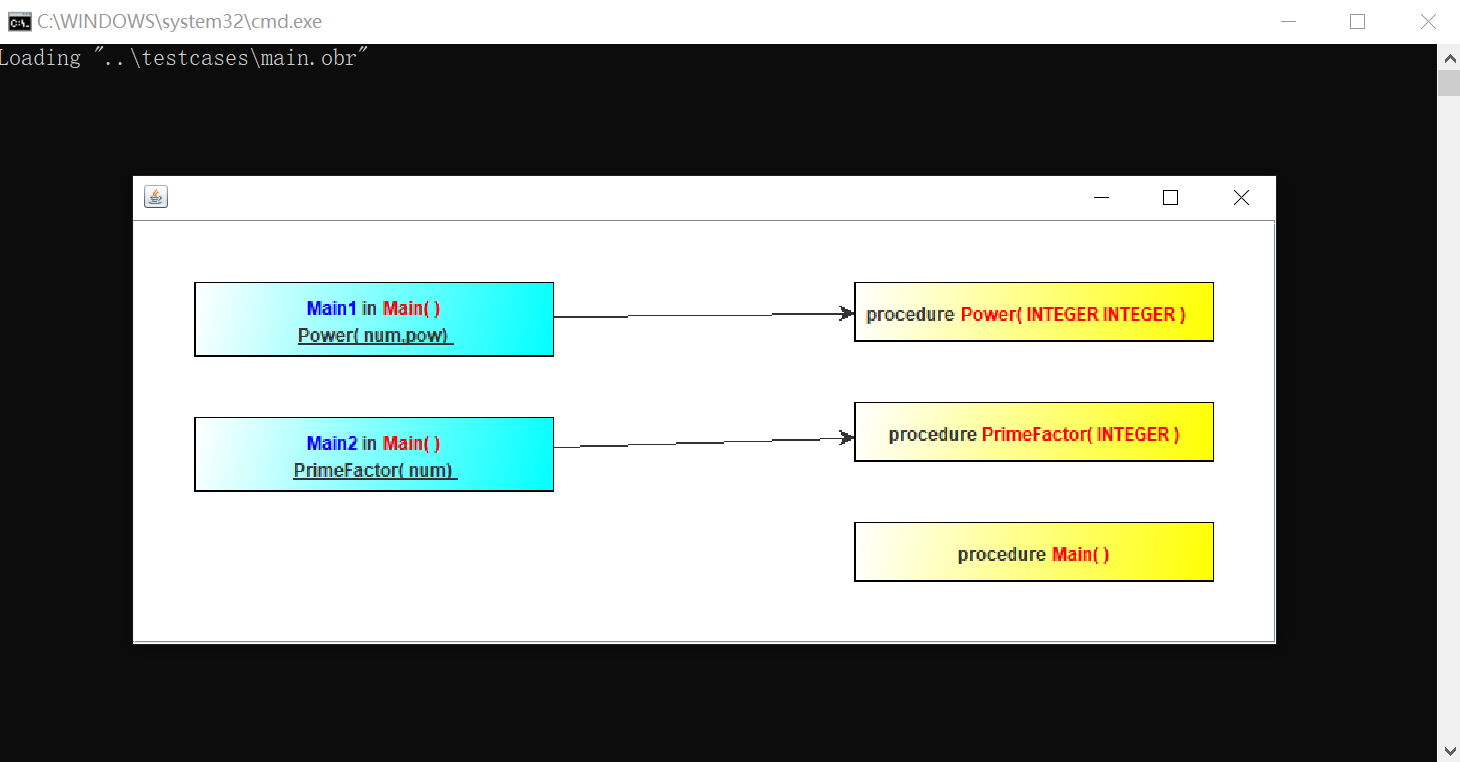 C:\WINDOWS\system32\cmd.exe
Loading "..\testcases\main.obr"
Main1 in Main( )
Power( num,pow)
procedure Power( INTEGER INTEGER )
Main2 in Main( )
PrimeFactor( num)
procedure PrimeFactor( INTEGER )
procedure Main( )